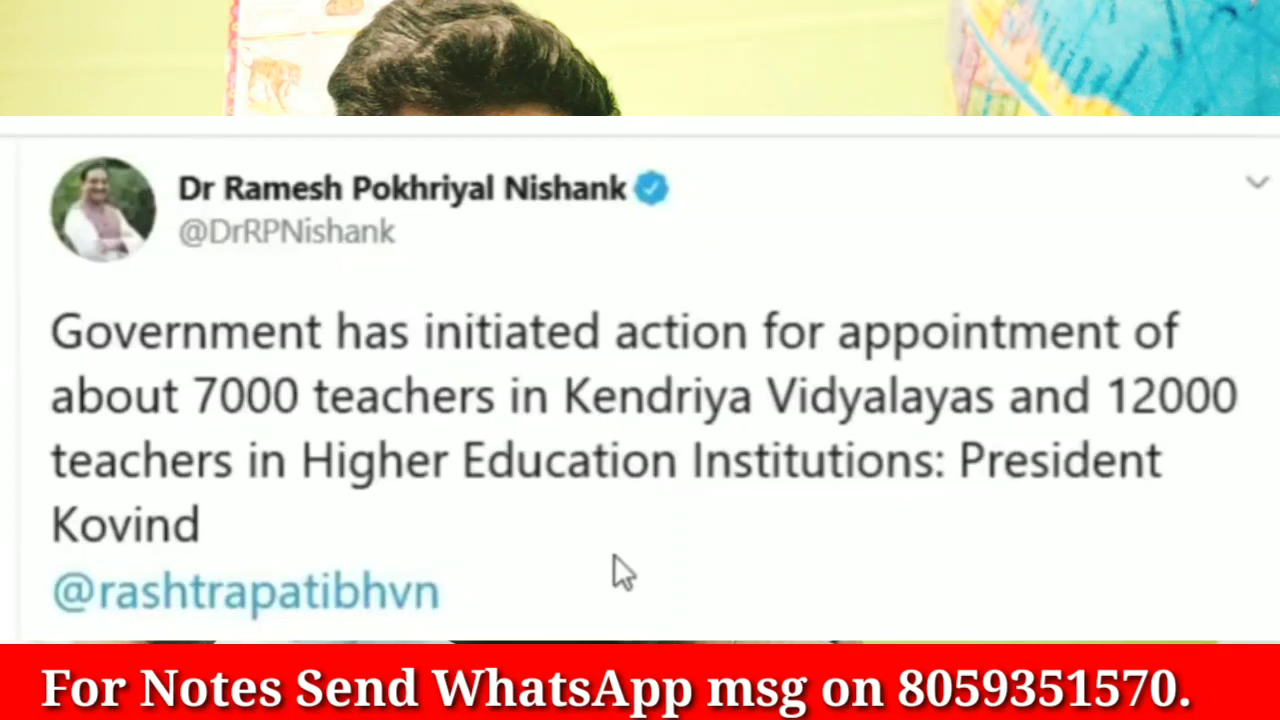 Dr Ramesh Pokhriyal Nishank
@DrRPNishank
Government has initiated action for appointment of
about 7000 teachers in Kendriya Vidyalayas and 12000
teachers in Higher Education Institutions: President
Kovind
@rashtrapatibhvn
For Notes Send WhatsApp msg on 8059351570.